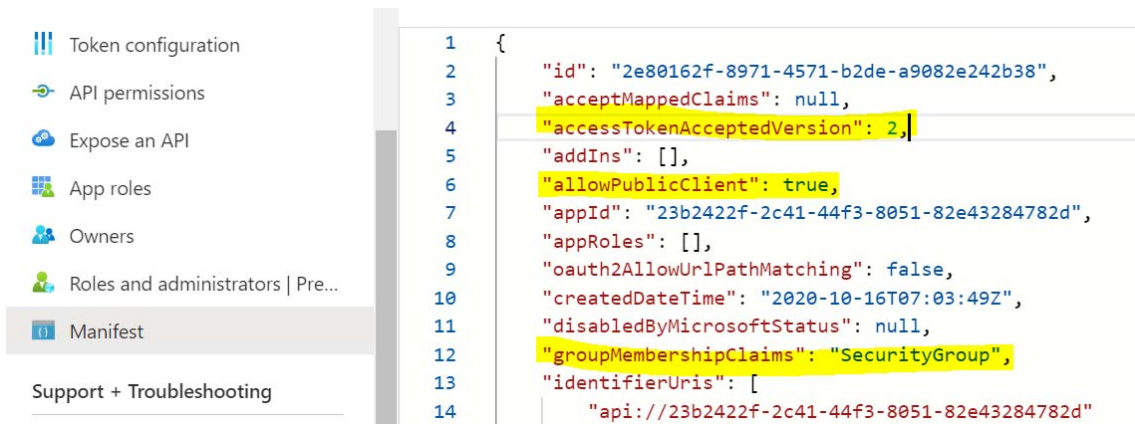 Token configuration
API permissions
Expose an API
App roles
Owners
Roles and administrators | Pre...
Manifest
Support + Troubleshooting
1 {
2 "id": "2e80162f-8971-4571-b2de-a9082e242b38",
3 "acceptMappedClaims": null,
4 "accessTokenAcceptedVersion": 2,
5 "addIns": [],
6 "allowPublicClient": true,
7 "appId": "23b2422f-2c41-44f3-8051-82e43284782d",
8 "appRoles": [],
9 "oauth2AllowUrlPathMatching": false,
10 "createdDateTime": "2020-10-16T07:03:49Z",
11 "disabledByMicrosoftStatus": null,
12 "groupMembershipClaims": "SecurityGroup",
13 "identifierUris": [
14 "api://23b2422f-2c41-44f3-8051-82e43284782d"